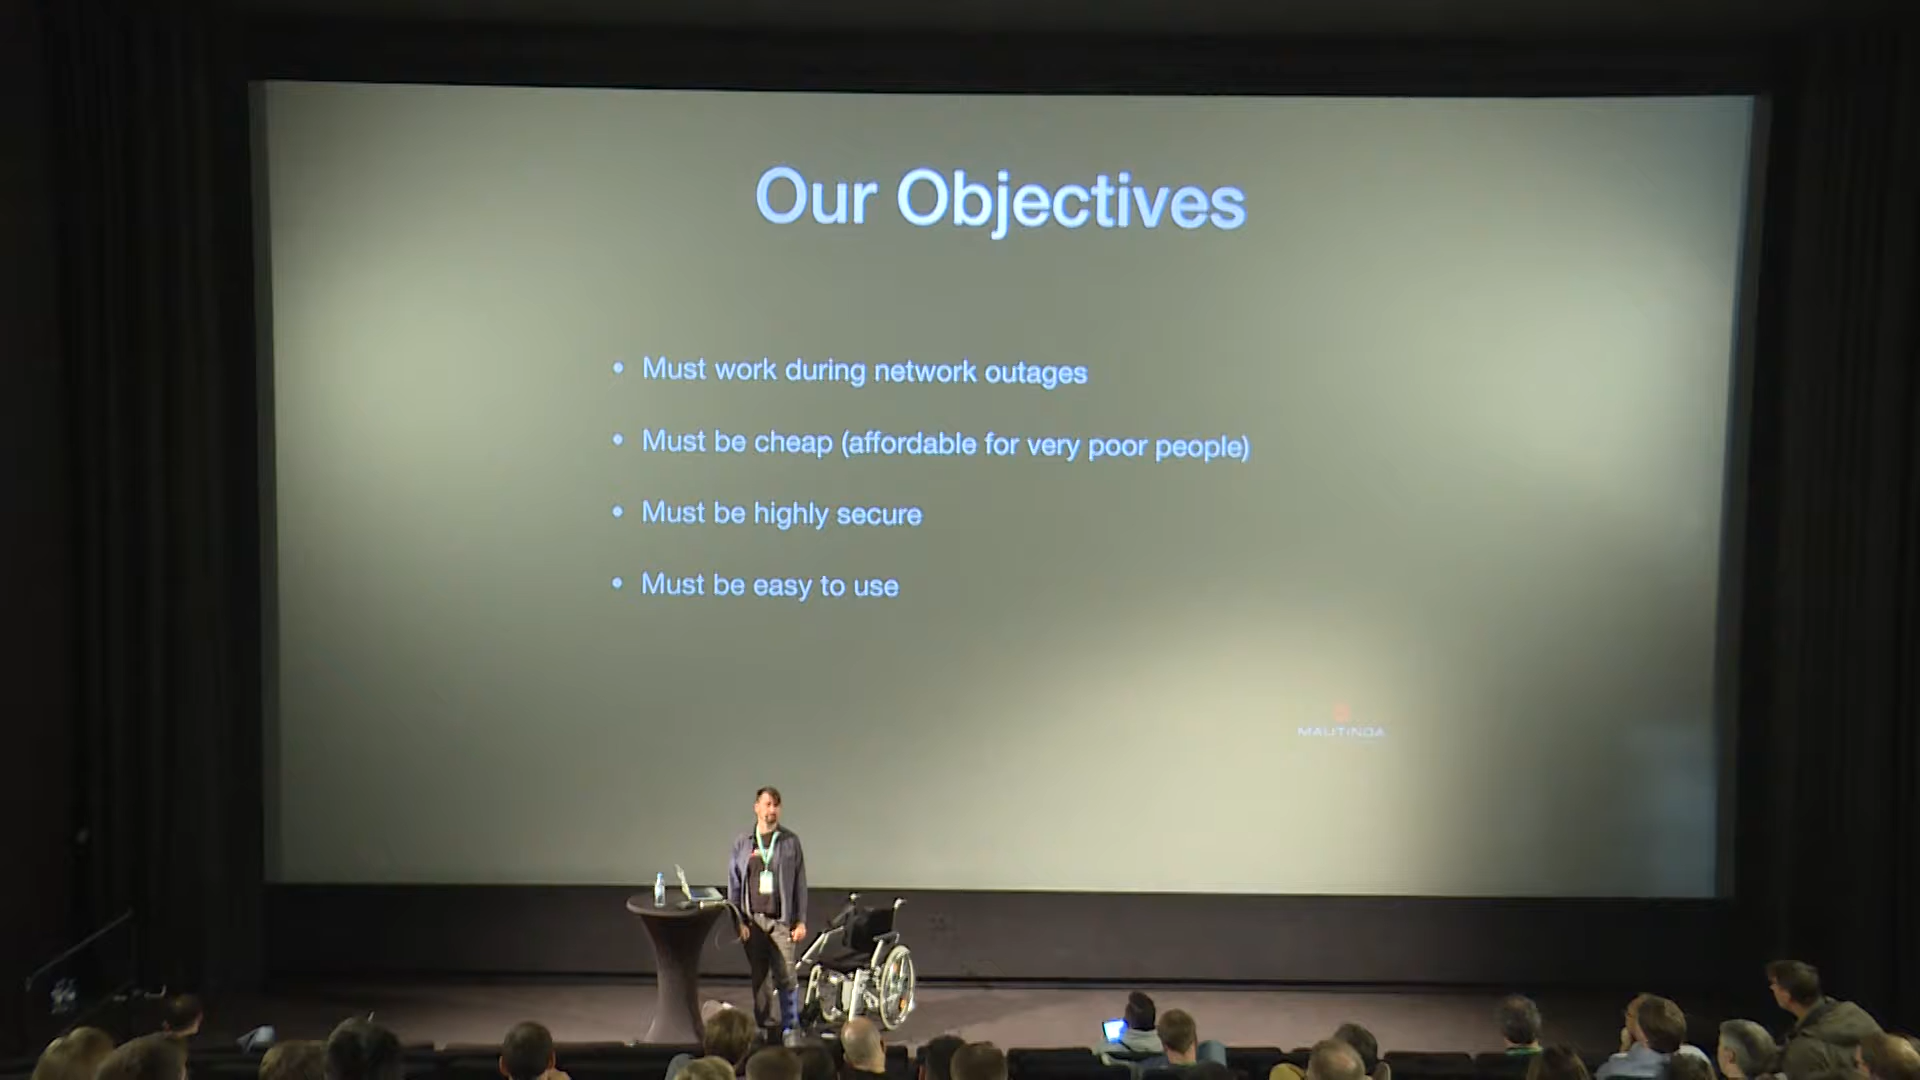 Our Objectives
• Must work during network outages
• Must be cheap (affordable for very poor people)
• Must be highly secure
• Must be easy to use
MAUTINOA